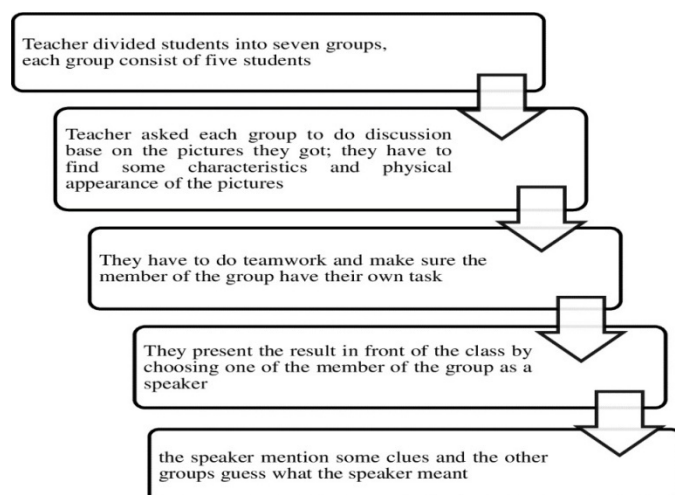 Teacher divided students into seven groups,
each group consist of five students
Teacher asked each group to do discussion
base on the pictures they got; they have to
find some characteristics and physical
appearance of the pictures
They have to do teamwork and make sure the
member of the group have their own task
They present the result in front of the class by
choosing one of the member of the group as a
speaker
the speaker mention some clues and the other
groups guess what the speaker meant